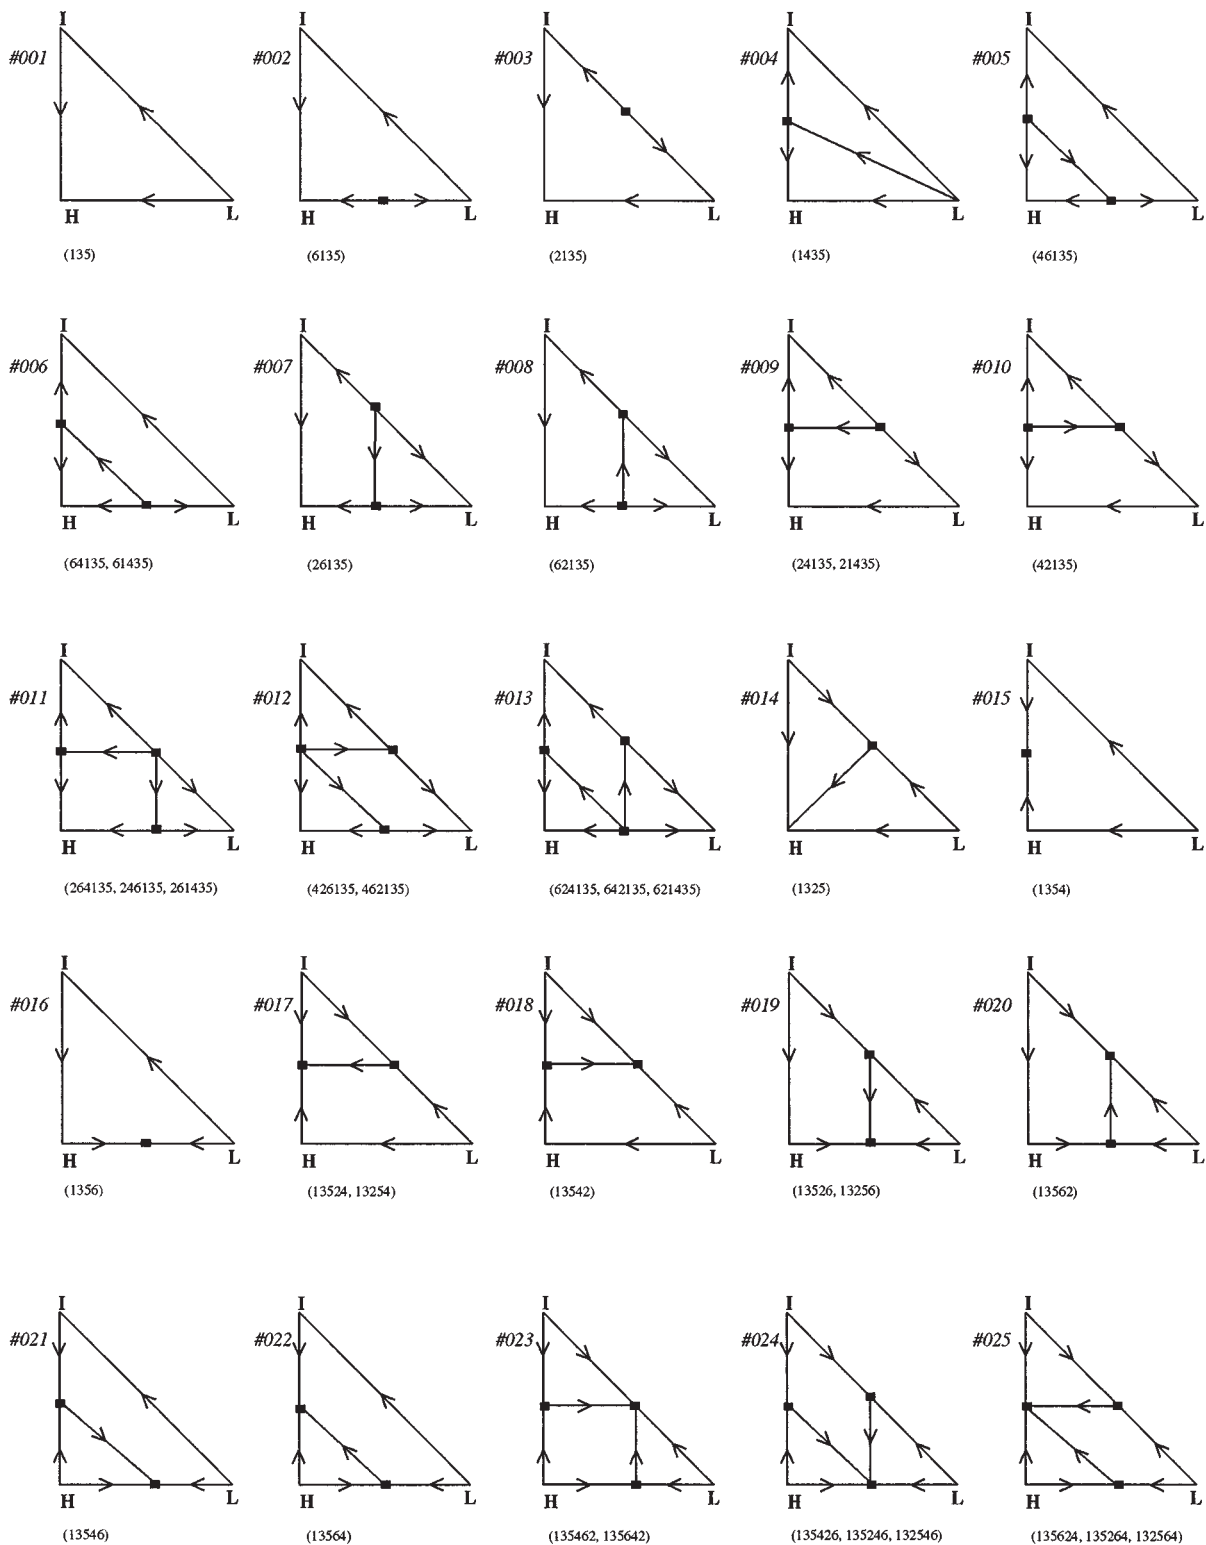 I I I I I
#001 #002 #003 #004 #005
H L H L H L H L H L
(135) (6135) (2135) (1435) (46135)
I I I I I
#006 #007 #008 #009 #010
H L H L H L H L H L
(64135, 61435) (26135) (62135) (24135, 21435) (42135)
I I I I I
#011 #012 #013 #014 #015
H L H L H L H L H L
(264135, 246135, 261435) (426135, 462135) (624135, 642135, 621435) (1325) (1354)
I I I I I
#016 #017 #018 #019 #020
H L H L H L H L H L
(1356) (13524, 13254) (13542) (13526, 13256) (13562)
I I I I I
#021 #022 #023 #024 #025
H L H L H L H L H L
(13546) (13564) (135462, 135642) (135426, 135246, 132546) (135624, 135264, 132564)